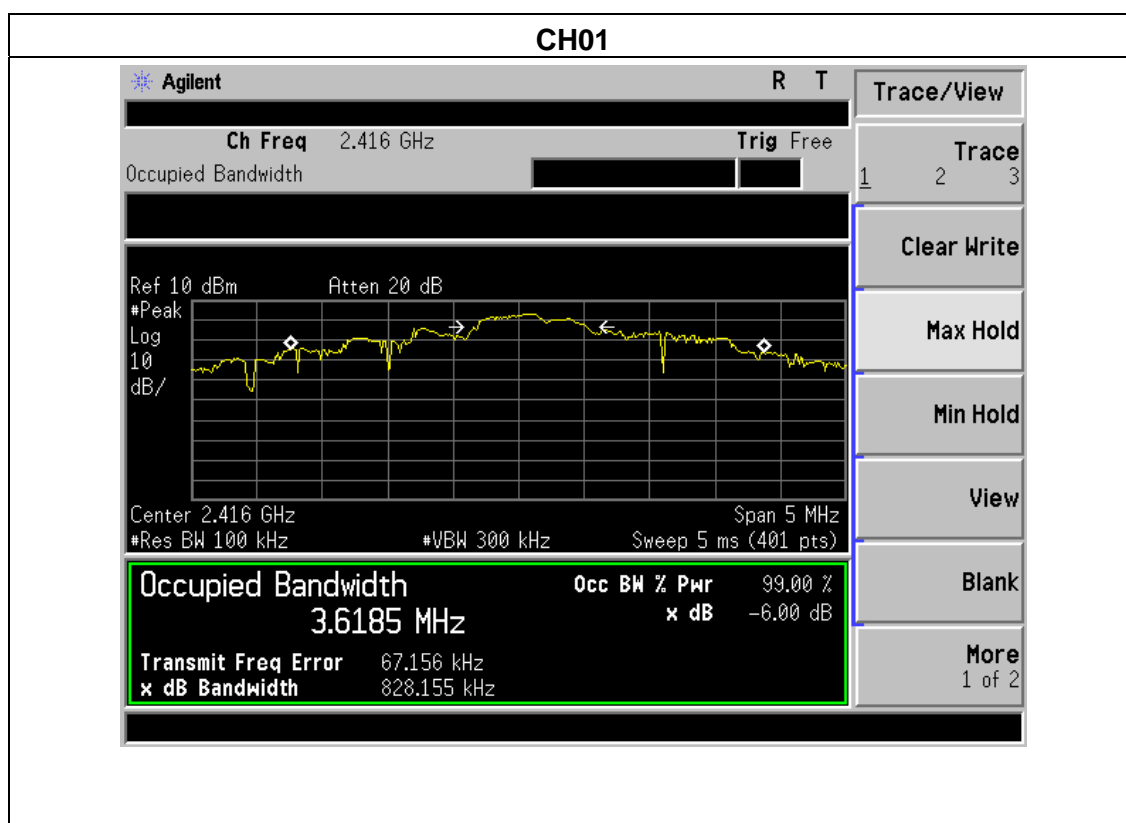 CH01
Agilent R T
Ch Freq 2.416 GHz Trig Free
Occupied Bandwidth
Ref 10 dBm Atten 20 dB
#Peak
Log
10
dB/
Center 2.416 GHz Span 5 MHz
#Res BW 100 kHz #VBW 300 kHz Sweep 5 ms (401 pts)
Occupied Bandwidth Occ BW % Pwr 99.00 %
3.6185 MHz x dB -6.00 dB
Transmit Freq Error 67.156 kHz
x dB Bandwidth 828.155 kHz
Trace/View
Trace
1 2 3
Clear Write
Max Hold
Min Hold
View
Blank
More
1 of 2